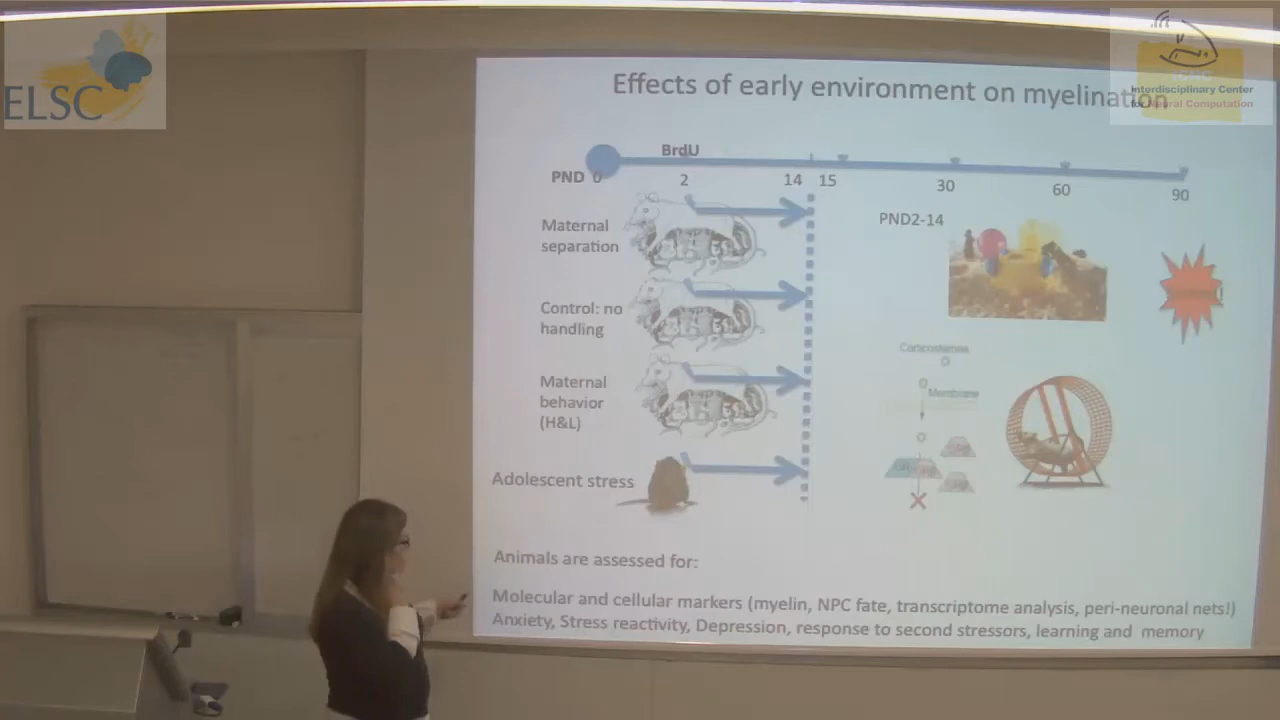 ELSC
ICNC
Interdisciplinary Center
for Neural Computation
Effects of early environment on myelination
BrdU
PND 0
2
14
15
30
60
90
PND2-14
Maternal
separation
Control: no
handling
Maternal
behavior
(H&L)
Adolescent stress
Corticosterone
Membrane
Animals are assessed for:
Molecular and cellular markers (myelin, NPC fate, transcriptome analysis, peri-neuronal nets!)
Anxiety, Stress reactivity, Depression, response to second stressors, learning and memory